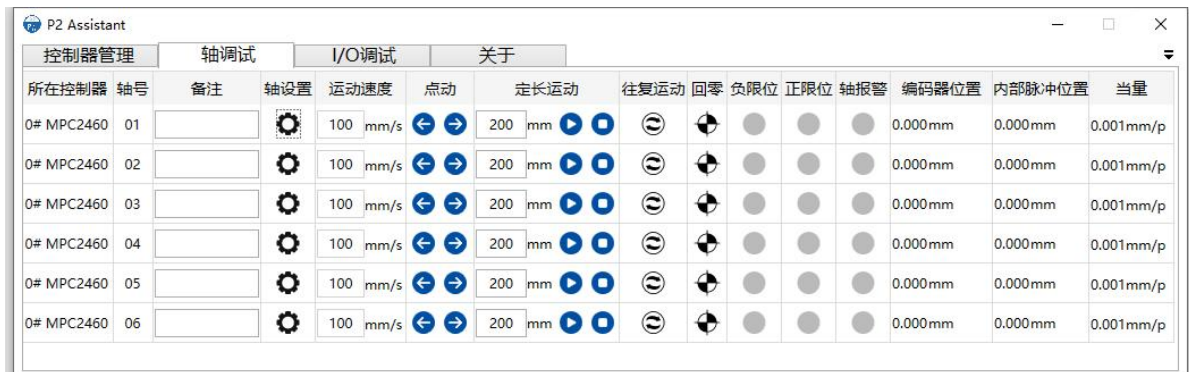 P2 Assistant
控制器管理 轴调试 I/O调试 关于
所在控制器 轴号 备注 轴设置 运动速度 点动 定长运动 往复运动 回零 负限位 正限位 轴报警 编码器位置 内部脉冲位置 当量
0# MPC2460 01 100 mm/s 200 mm 0.000mm 0.000mm 0.001mm/p
0# MPC2460 02 100 mm/s 200 mm 0.000mm 0.000mm 0.001mm/p
0# MPC2460 03 100 mm/s 200 mm 0.000mm 0.000mm 0.001mm/p
0# MPC2460 04 100 mm/s 200 mm 0.000mm 0.000mm 0.001mm/p
0# MPC2460 05 100 mm/s 200 mm 0.000mm 0.000mm 0.001mm/p
0# MPC2460 06 100 mm/s 200 mm 0.000mm 0.000mm 0.001mm/p